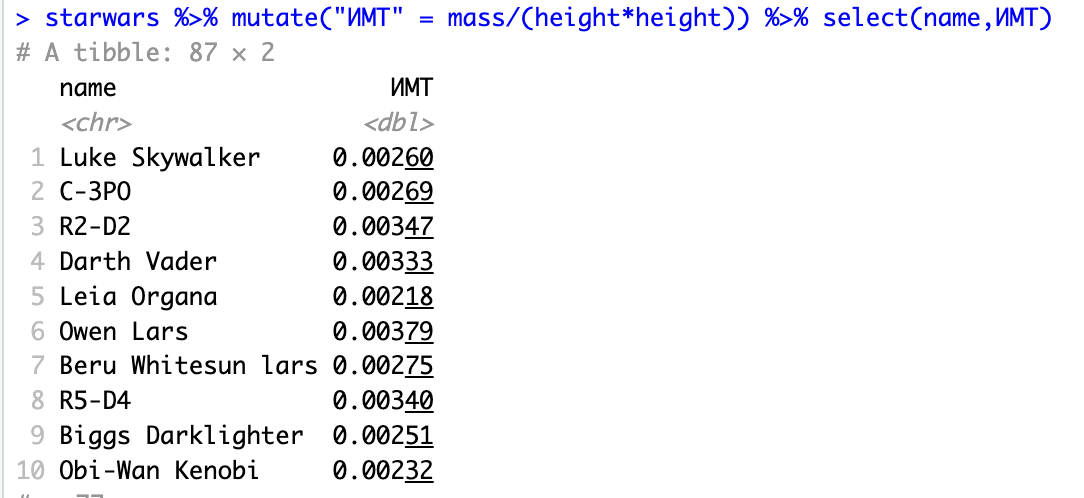 > starwars %>% mutate("ИМТ" = mass/(height*height)) %>% select(name,ИМТ)
# A tibble: 87 × 2
name ИМТ
<chr> <dbl>
1 Luke Skywalker 0.00260
2 C-3PO 0.00269
3 R2-D2 0.00347
4 Darth Vader 0.00333
5 Leia Organa 0.00218
6 Owen Lars 0.00379
7 Beru Whitesun lars 0.00275
8 R5-D4 0.00340
9 Biggs Darklighter 0.00251
10 Obi-Wan Kenobi 0.00232